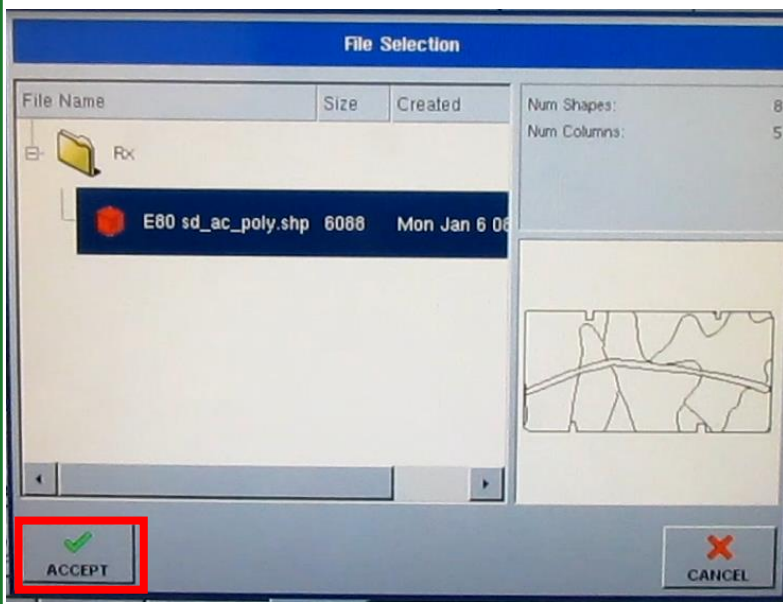 File Selection
File Name Size Created
Rx
E80 sd_ac_poly.shp 6088 Mon Jan 6 08
Num Shapes: 8
Num Columns: 5
ACCEPT
CANCEL